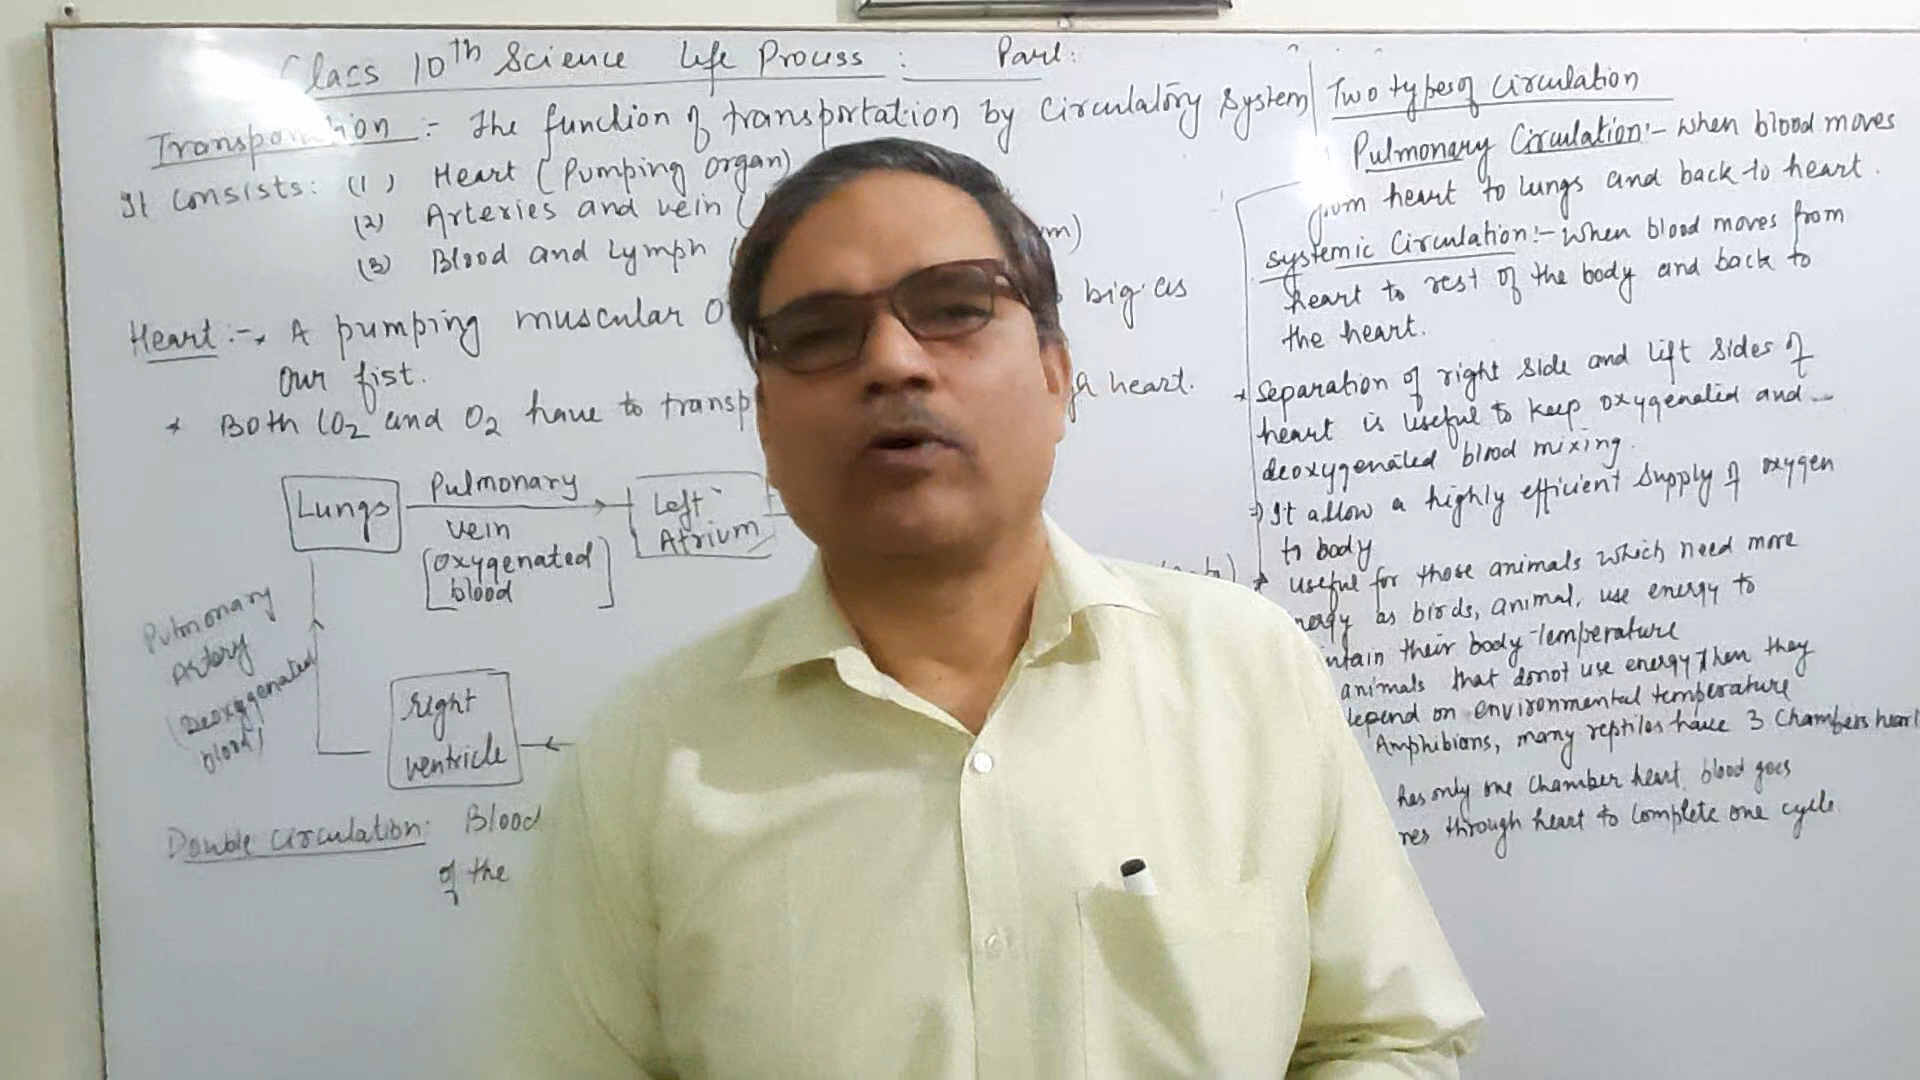 Class 10th Science Life Process : Part:
Transportation :- The function of transportation by Circulatory System
It consists: (1) Heart (Pumping organ)
(2) Arteries and vein (
(3) Blood and Lymph ( m)
Heart :- A pumping muscular big as
our fist.
* Both CO2 and O2 have to transp heart.
Lungs
Pulmonary
vein
[oxygenated
blood]
Left
Atrium
Pulmonary
Artery
(Deoxygenated
blood)
Right
ventricle
Double circulation: Blood
of the
Two types of Circulation
Pulmonary Circulation:- When blood moves
from heart to lungs and back to heart.
Systemic Circulation:- When blood moves from
heart to rest of the body and back to
the heart.
* Separation of right side and lift sides of
heart is useful to keep oxygenated and
deoxygenated blood mixing.
It allow a highly efficient supply of oxygen
to body
* useful for those animals which need more
nergy as birds, animal, use energy to
ntain their body temperature
animals that donot use energy then they
depend on environmental temperature
Amphibians, many reptiles have 3 Chambers heart
has only one chamber heart blood goes
through heart to complete one cycle.